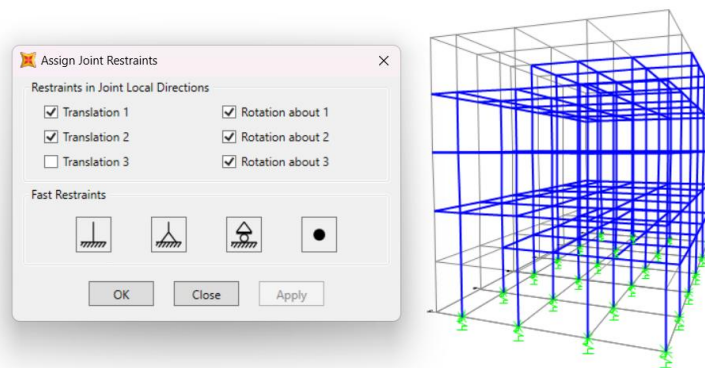 Assign Joint Restraints
Restraints in Joint Local Directions
Translation 1
Rotation about 1
Translation 2
Rotation about 2
Translation 3
Rotation about 3
Fast Restraints
OK
Close
Apply